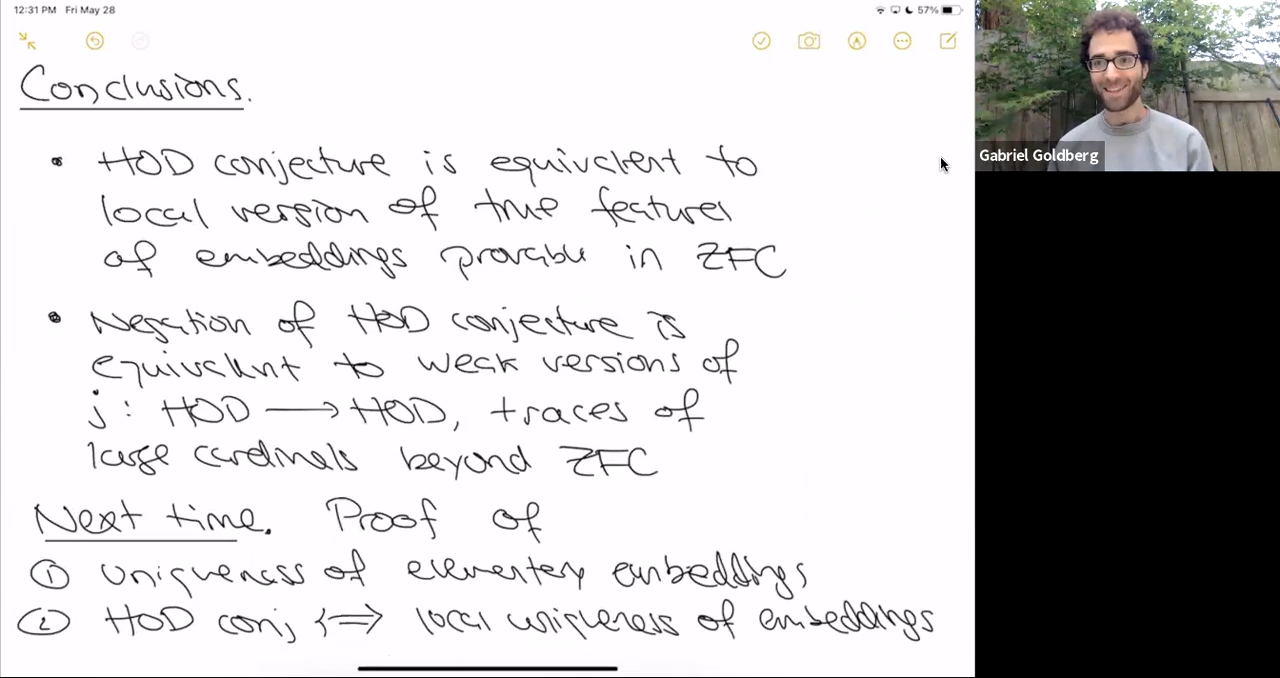 12:31 PM Fri May 28
57%
Conclusions.
• HOD conjecture is equivalent to
local version of true features
of embeddings provable in ZFC
• Negation of HOD conjecture is
equivalent to weak versions of
j : HOD → HOD, traces of
large cardinals beyond ZFC
Next time. Proof of
① Uniqueness of elementary embeddings
② HOD conj ⟺ local uniqueness of embeddings
Gabriel Goldberg